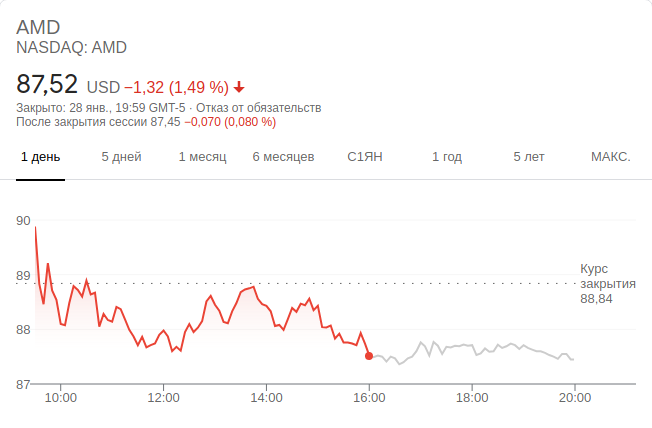 AMD
NASDAQ: AMD
87,52 USD −1,32 (1,49 %)
Закрыто: 28 янв., 19:59 GMT-5 · Отказ от обязательств
После закрытия сессии 87,45 −0,070 (0,080 %)
1 день 5 дней 1 месяц 6 месяцев С1ЯН 1 год 5 лет МАКС.
90
89
88
87
Курс
закрытия
88,84
10:00 12:00 14:00 16:00 18:00 20:00